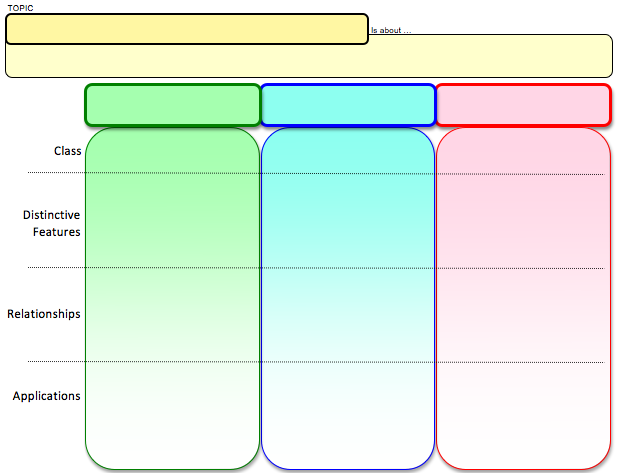 TOPIC
Is about ...
Class
Distinctive
Features
Relationships
Applications